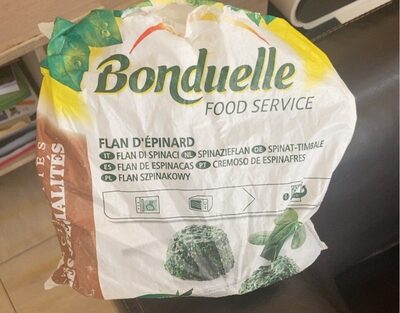 Bonduelle
FOOD SERVICE
FLAN D'ÉPINARD
IT FLAN DI SPINACI NL SPINAZIEFLAN DE SPINAT-TIMBALE
ES FLAN DE ESPINACAS PT CREMOSO DE ESPINAFRES
PL FLAN SZPINAKOWY